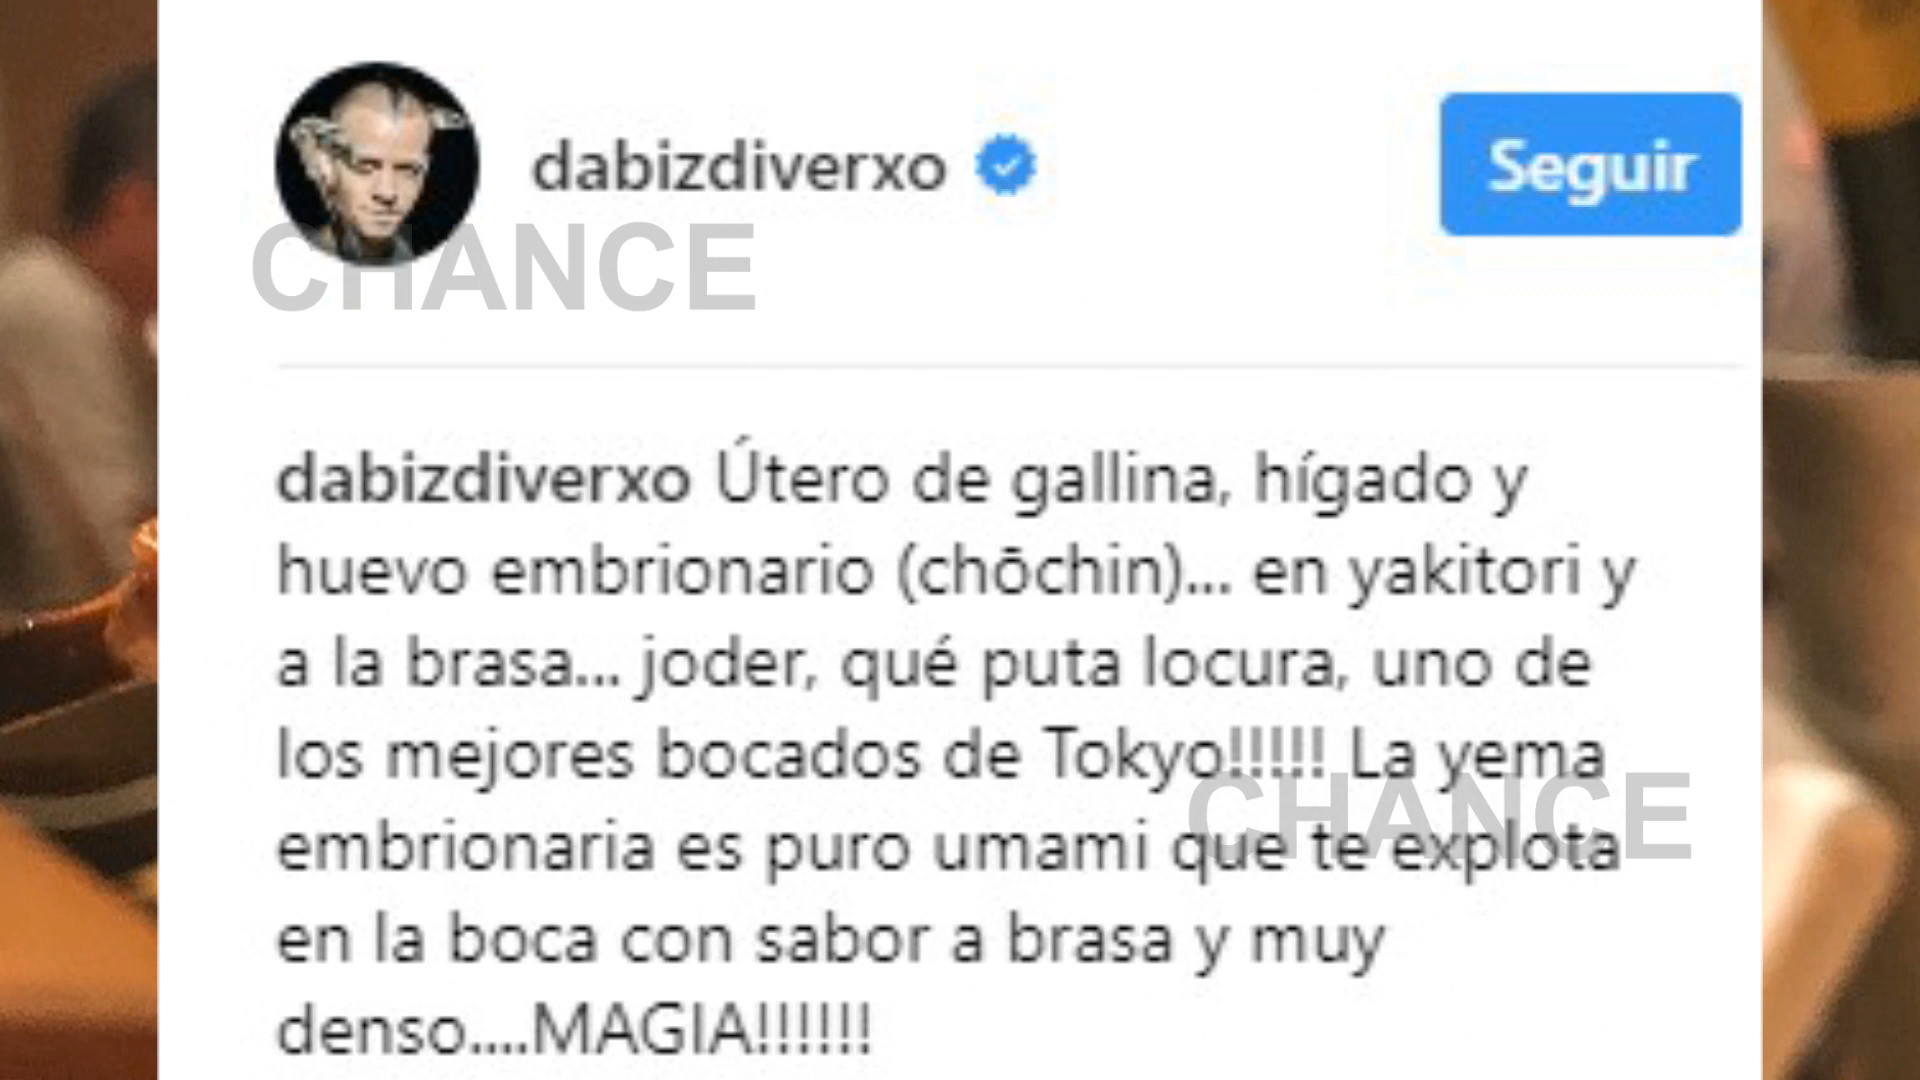 dabizdiverxo
Seguir
CHANCE
dabizdiverxo Útero de gallina, hígado y
huevo embrionario (chōchin)... en yakitori y
a la brasa... joder, qué puta locura, uno de
los mejores bocados de Tokyo!!!!! La yema
CHANCE
embrionaria es puro umami que te explota
en la boca con sabor a brasa y muy
denso....MAGIA!!!!!!